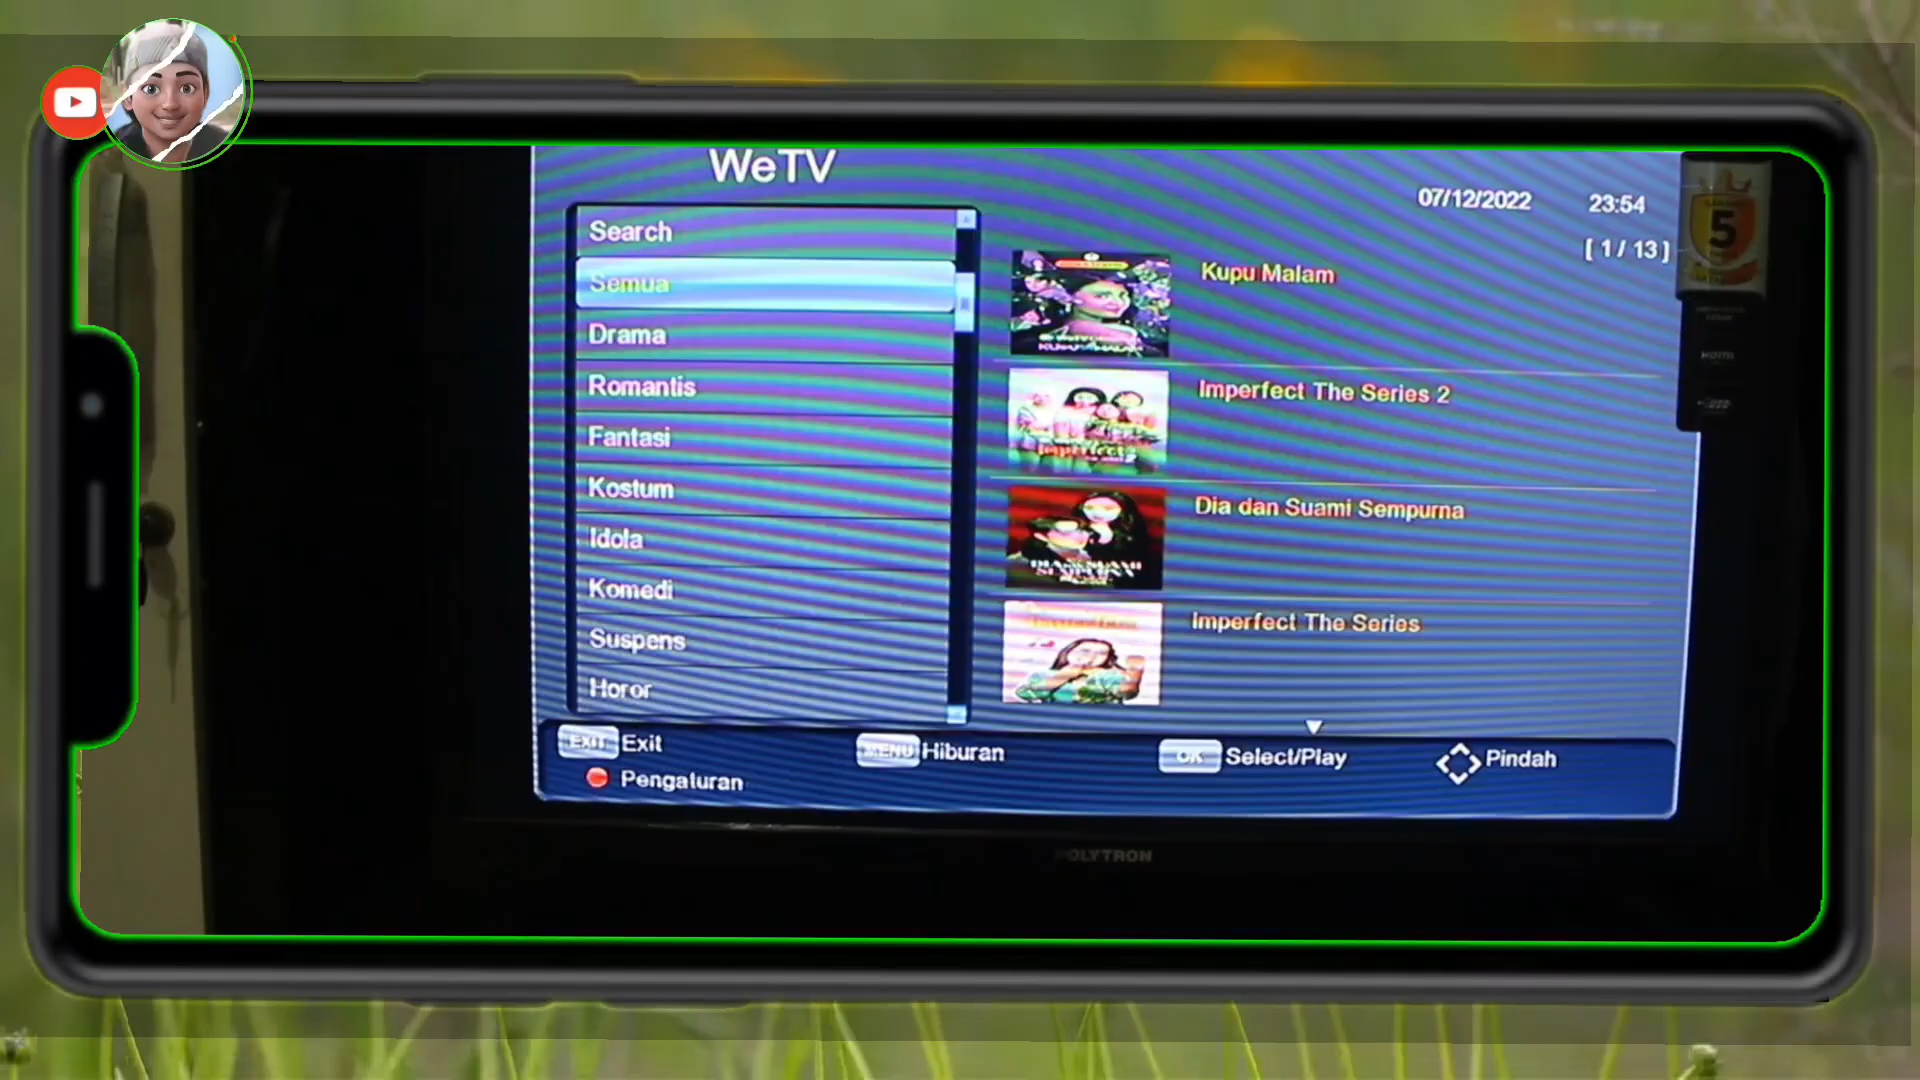 WeTV
07/12/2022 23:54
[ 1 / 13 ]
Search
Semua
Drama
Romantis
Fantasi
Kostum
Idola
Komedi
Suspens
Horor
Kupu Malam
Imperfect The Series 2
Dia dan Suami Sempurna
Imperfect The Series
EXIT Exit
MENU Hiburan
OK Select/Play
Pindah
Pengaturan
POLYTRON
5
HDMI